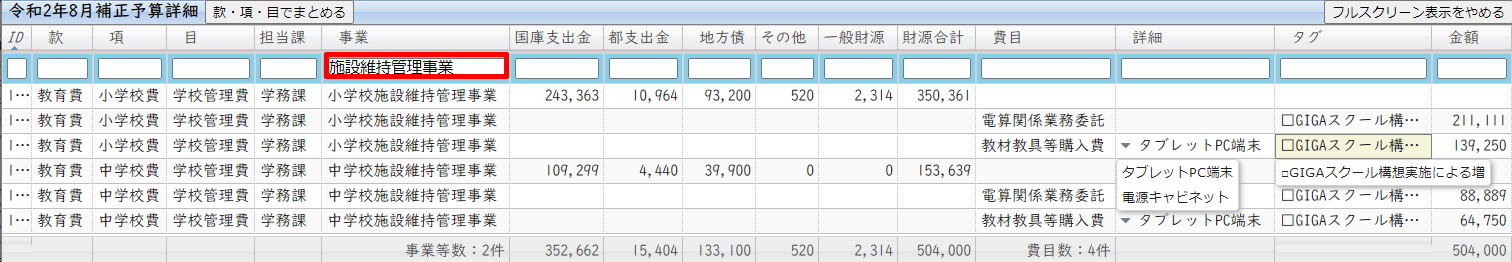 令和2年8月補正予算詳細 款・項・目でまとめる フルスクリーン表示をやめる
ID 款 項 目 担当課 事業 国庫支出金 都支出金 地方債 その他 一般財源 財源合計 費目 詳細 タグ 金額
施設維持管理事業
1… 教育費 小学校費 学校管理費 学務課 小学校施設維持管理事業 243,363 10,964 93,200 520 2,314 350,361
1… 教育費 小学校費 学校管理費 学務課 小学校施設維持管理事業 電算関係業務委託 □GIGAスクール構… 211,111
1… 教育費 小学校費 学校管理費 学務課 小学校施設維持管理事業 教材教具等購入費 ▼ タブレットPC端末 □GIGAスクール構… 139,250
1… 教育費 中学校費 学校管理費 学務課 中学校施設維持管理事業 109,299 4,440 39,900 0 0 153,639
タブレットPC端末 □GIGAスクール構想実施による増
1… 教育費 中学校費 学校管理費 学務課 中学校施設維持管理事業 電算関係業務委託 □GIGAスクール構… 88,889
電源キャビネット
1… 教育費 中学校費 学校管理費 学務課 中学校施設維持管理事業 教材教具等購入費 ▼ タブレットPC端末 □GIGAスクール構… 64,750
事業等数：2件 352,662 15,404 133,100 520 2,314 504,000 費目数：4件 504,000